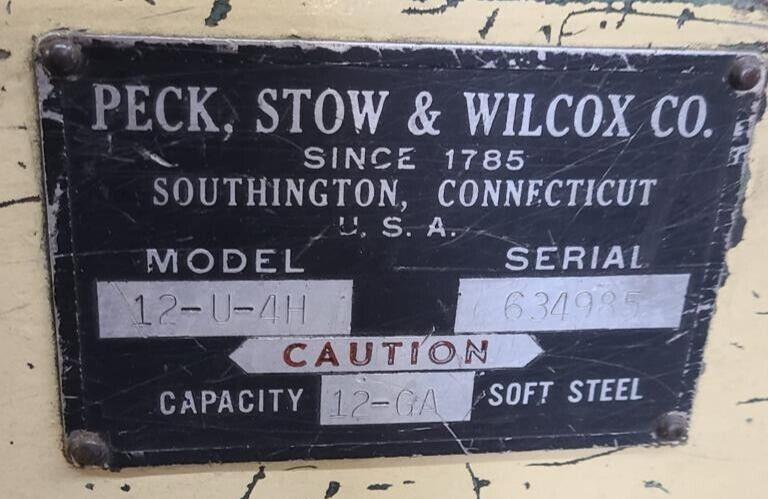 PECK, STOW & WILCOX CO.
SINCE 1785
SOUTHINGTON, CONNECTICUT
U. S. A.
MODEL SERIAL
12-U-4H 634985
CAUTION
CAPACITY 12-GA SOFT STEEL